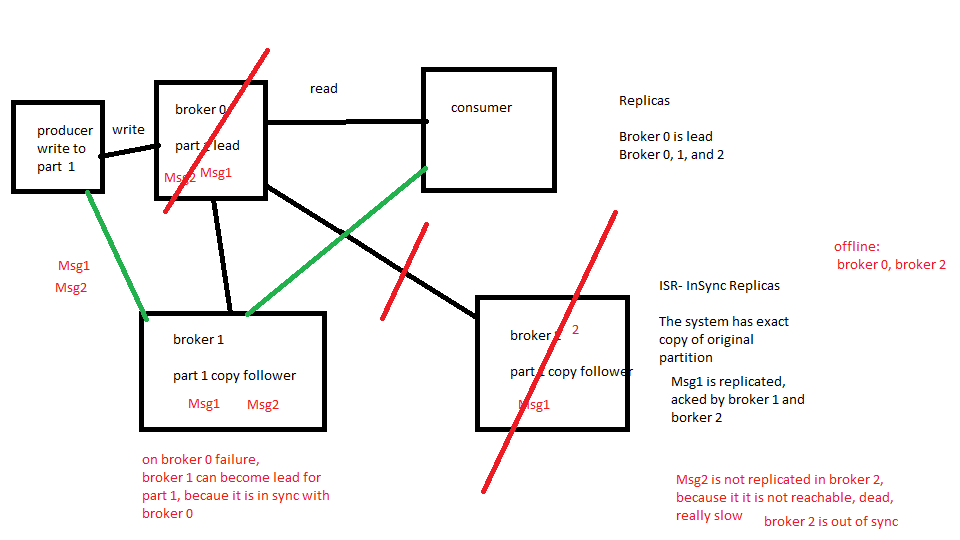 producer
write to
part 1
write
broker 0
part 1 lead
Msg2
Msg1
read
consumer
Replicas
Broker 0 is lead
Broker 0, 1, and 2
Msg1
Msg2
broker 1
part 1 copy follower
Msg1
Msg2
on broker 0 failure,
broker 1 can become lead for
part 1, becaue it is in sync with
broker 0
broker
2
part 1 copy follower
Msg1
offline:
broker 0, broker 2
ISR- InSync Replicas
The system has exact
copy of original
partition
Msg1 is replicated,
acked by broker 1 and
borker 2
Msg2 is not replicated in broker 2,
because it it is not reachable, dead,
really slow
broker 2 is out of sync